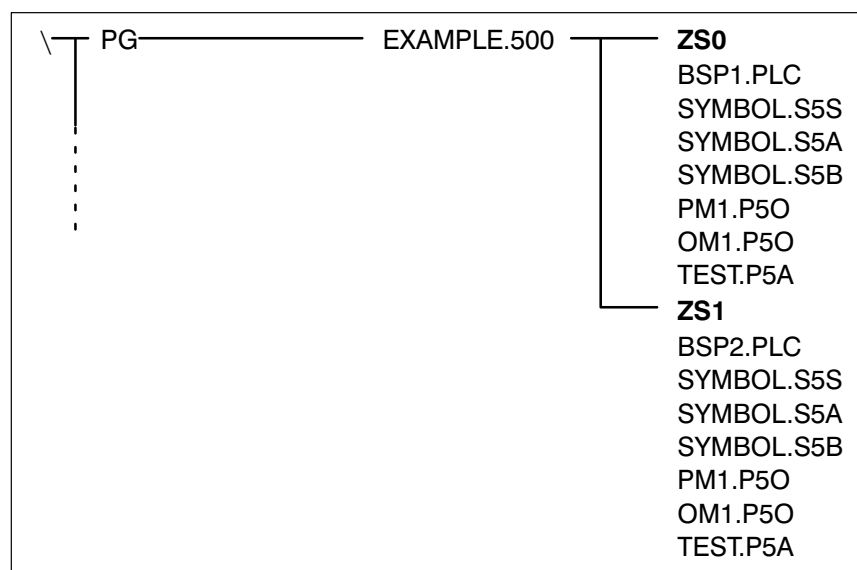 \ PG EXAMPLE.500 ZS0
BSP1.PLC
SYMBOL.S5S
SYMBOL.S5A
SYMBOL.S5B
PM1.P5O
OM1.P5O
TEST.P5A
ZS1
BSP2.PLC
SYMBOL.S5S
SYMBOL.S5A
SYMBOL.S5B
PM1.P5O
OM1.P5O
TEST.P5A